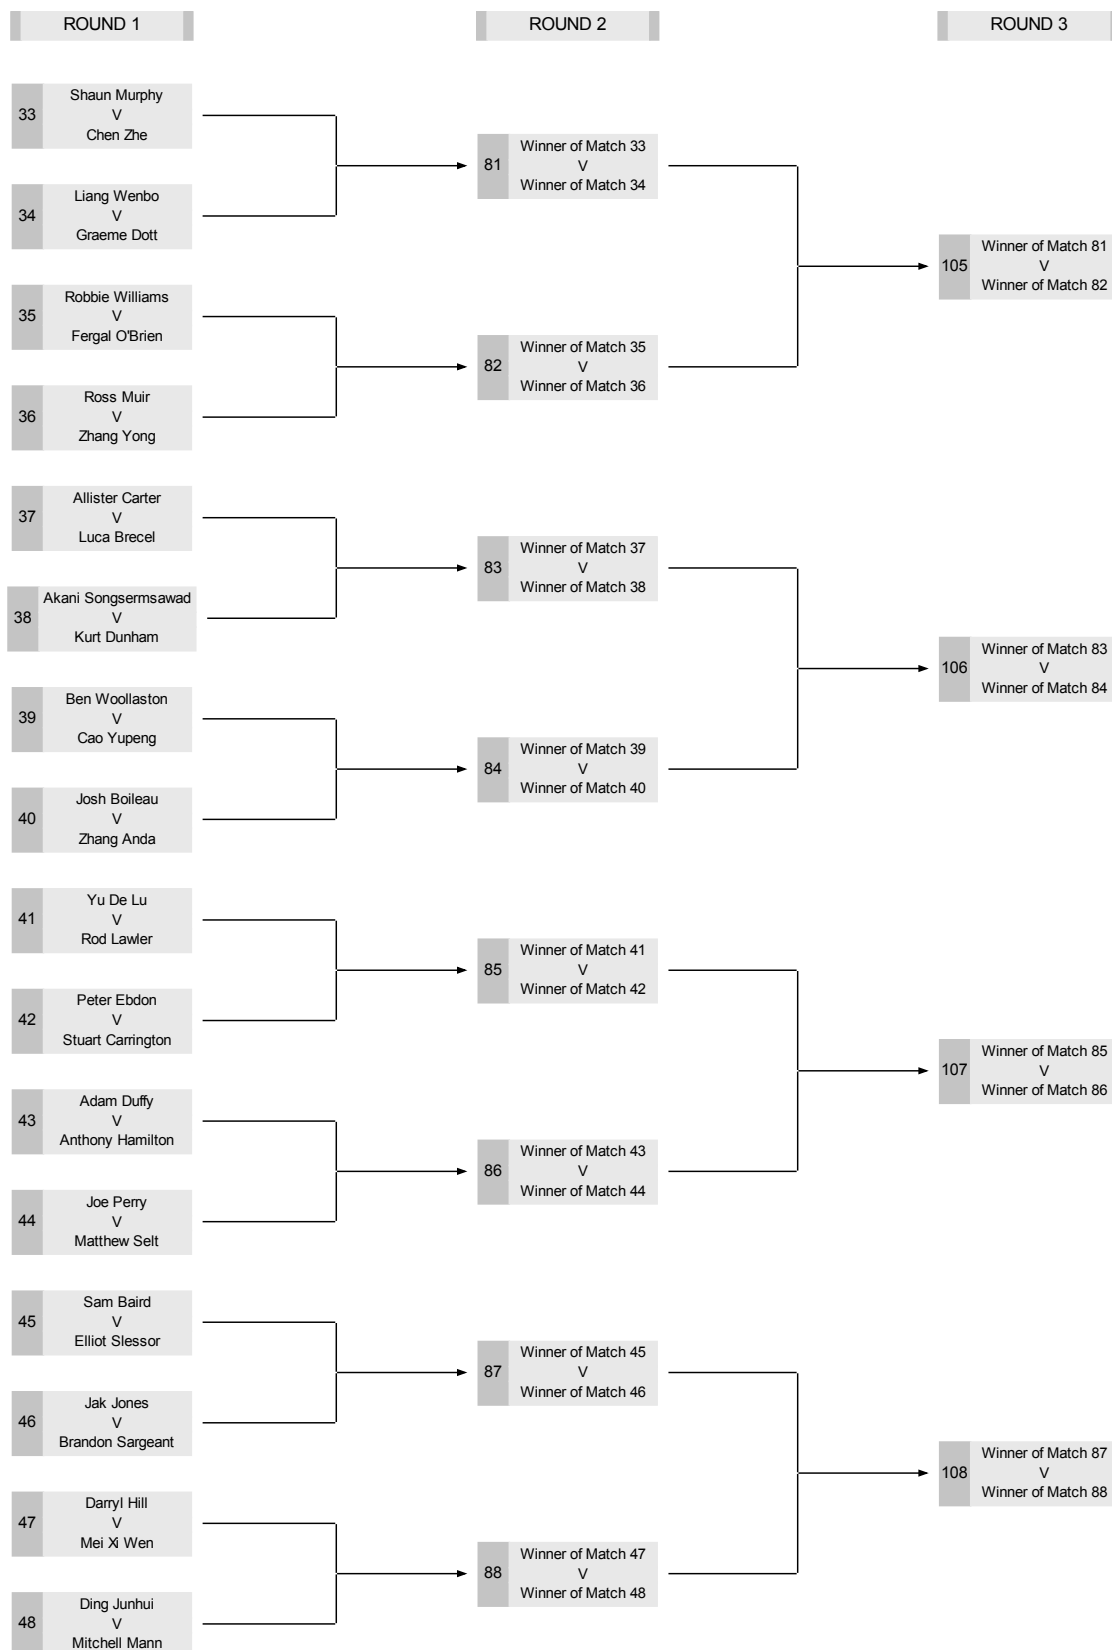 ROUND 1
ROUND 2
ROUND 3
33
Shaun Murphy
V
Chen Zhe
34
Liang Wenbo
V
Graeme Dott
35
Robbie Williams
V
Fergal O'Brien
36
Ross Muir
V
Zhang Yong
37
Allister Carter
V
Luca Brecel
38
Akani Songsermsawad
V
Kurt Dunham
39
Ben Woollaston
V
Cao Yupeng
40
Josh Boileau
V
Zhang Anda
41
Yu De Lu
V
Rod Lawler
42
Peter Ebdon
V
Stuart Carrington
43
Adam Duffy
V
Anthony Hamilton
44
Joe Perry
V
Matthew Selt
45
Sam Baird
V
Elliot Slessor
46
Jak Jones
V
Brandon Sargeant
47
Darryl Hill
V
Mei Xi Wen
48
Ding Junhui
V
Mitchell Mann
81
Winner of Match 33
V
Winner of Match 34
82
Winner of Match 35
V
Winner of Match 36
83
Winner of Match 37
V
Winner of Match 38
84
Winner of Match 39
V
Winner of Match 40
85
Winner of Match 41
V
Winner of Match 42
86
Winner of Match 43
V
Winner of Match 44
87
Winner of Match 45
V
Winner of Match 46
88
Winner of Match 47
V
Winner of Match 48
105
Winner of Match 81
V
Winner of Match 82
106
Winner of Match 83
V
Winner of Match 84
107
Winner of Match 85
V
Winner of Match 86
108
Winner of Match 87
V
Winner of Match 88